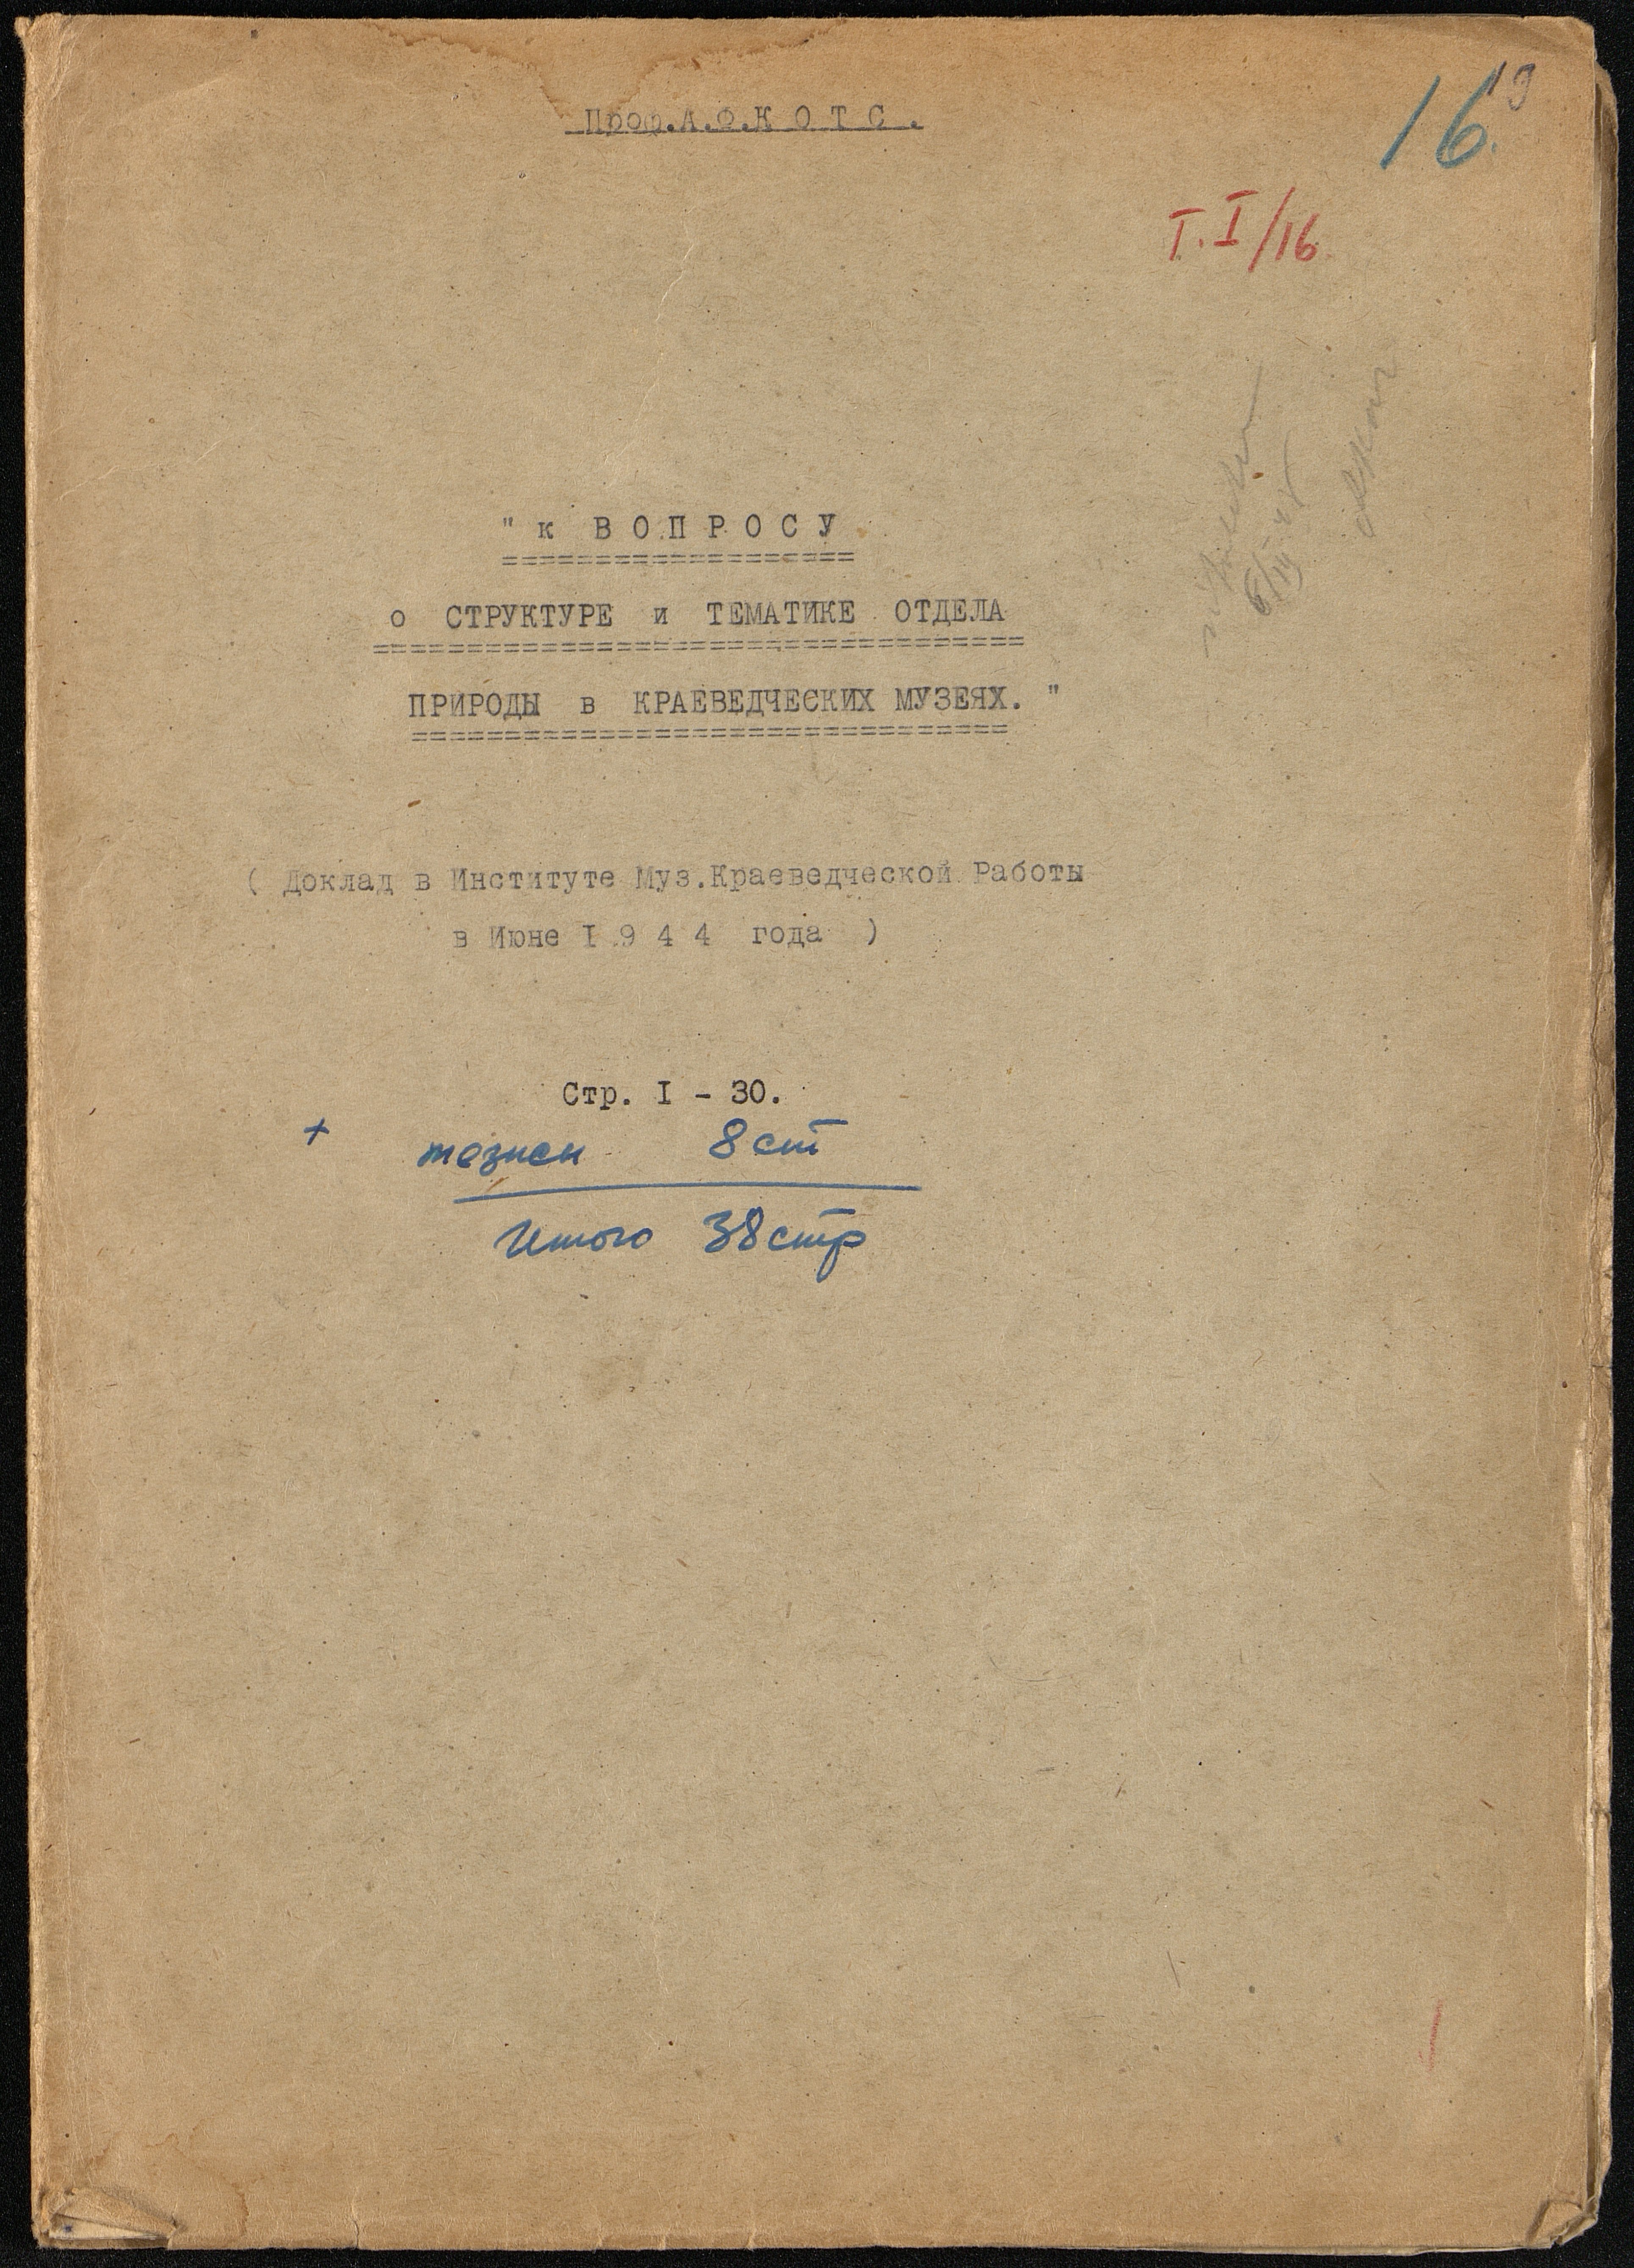 Проф.А.Ф.К О Т С .
19
16.
Т.I/16
" к В О П Р О С У
о СТРУКТУРЕ и ТЕМАТИКЕ ОТДЕЛА
ПРИРОДЫ в КРАЕВЕДЧЕСКИХ МУЗЕЯХ. "
( Доклад в Институте Муз.Краеведческой Работы
в Июне I 9 4 4 года )
Стр. I - 30.
+ тезисы 8 ст
Итого 38 стр